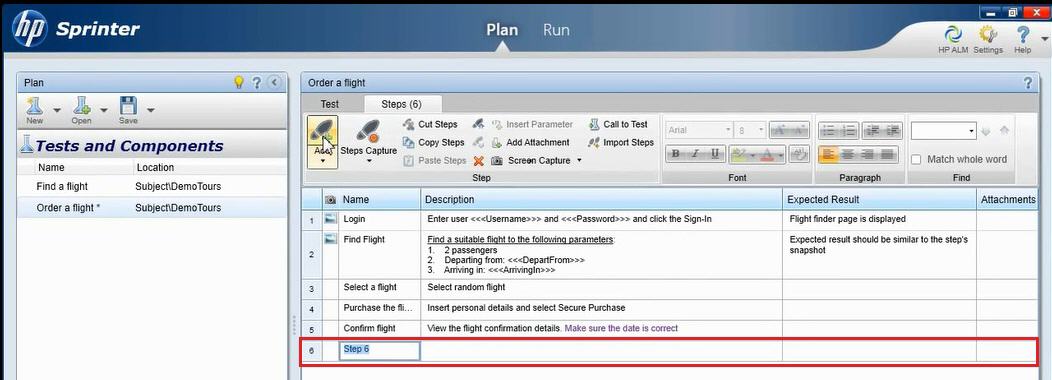 hp Sprinter
Plan Run
HP ALM Settings Help
Plan ?
New Open Save
Tests and Components
Name Location
Find a flight Subject\DemoTours
Order a flight * Subject\DemoTours
Order a flight ?
Test Steps (6)
Add Steps Capture
Cut Steps Insert Parameter Call to Test
Copy Steps Add Attachment Import Steps
Paste Steps Screen Capture
Step
Arial 8
B I U
Font
Paragraph
Match whole word
Find
Name Description Expected Result Attachments
1 Login Enter user <<<Username>>> and <<<Password>>> and click the Sign-In Flight finder page is displayed
2 Find Flight Find a suitable flight to the following parameters: Expected result should be similar to the step's
1. 2 passengers snapshot
2. Departing from: <<<DepartFrom>>>
3. Arriving in: <<<ArrivingIn>>>
3 Select a flight Select random flight
4 Purchase the fli... Insert personal details and select Secure Purchase
5 Confirm flight View the flight confirmation details. Make sure the date is correct
6 Step 6